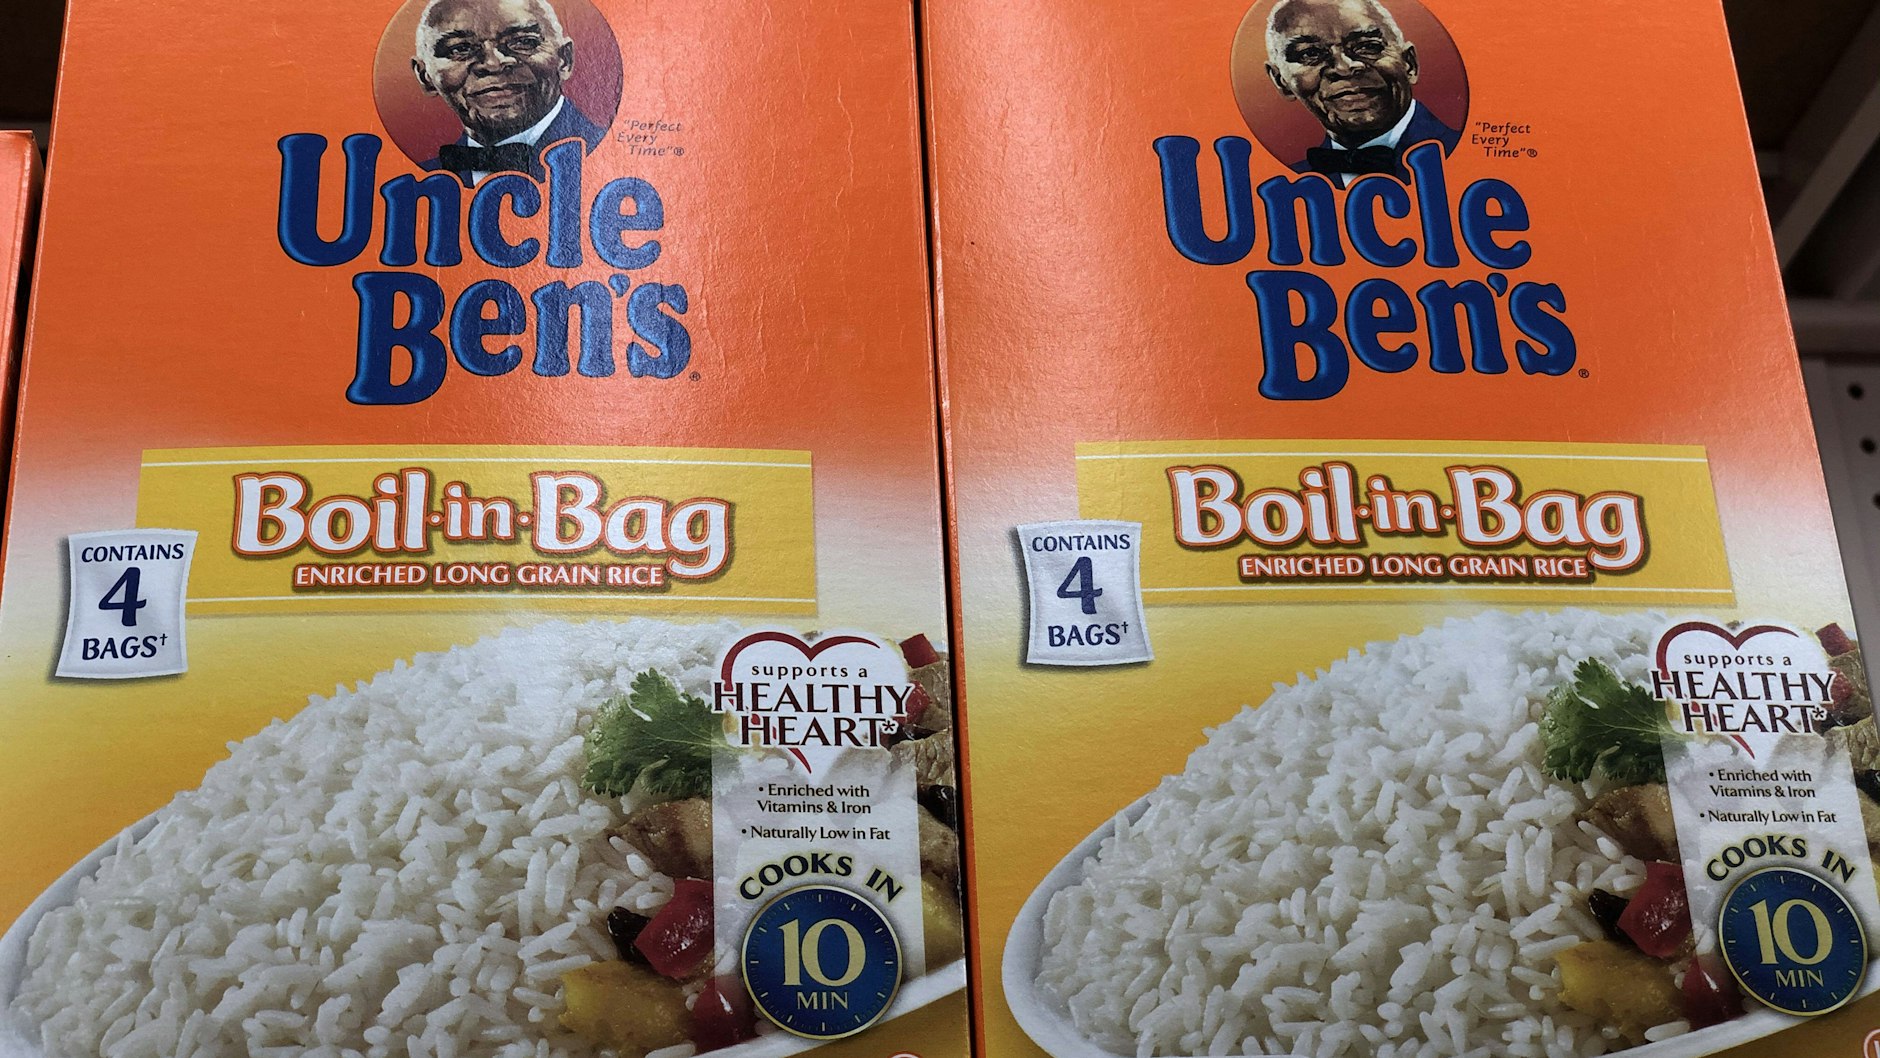 "Perfect
Every
Time"®
Uncle
Ben's®
Boil·in·Bag
ENRICHED LONG GRAIN RICE
CONTAINS
4
BAGS†
supports a
HEALTHY
HEART*
• Enriched with
Vitamins & Iron
• Naturally Low in Fat
COOKS IN
10
MIN
"Perfect
Every
Time"®
Uncle
Ben's®
Boil·in·Bag
ENRICHED LONG GRAIN RICE
CONTAINS
4
BAGS†
supports a
HEALTHY
HEART*
• Enriched with
Vitamins & Iron
• Naturally Low in Fat
COOKS IN
10
MIN